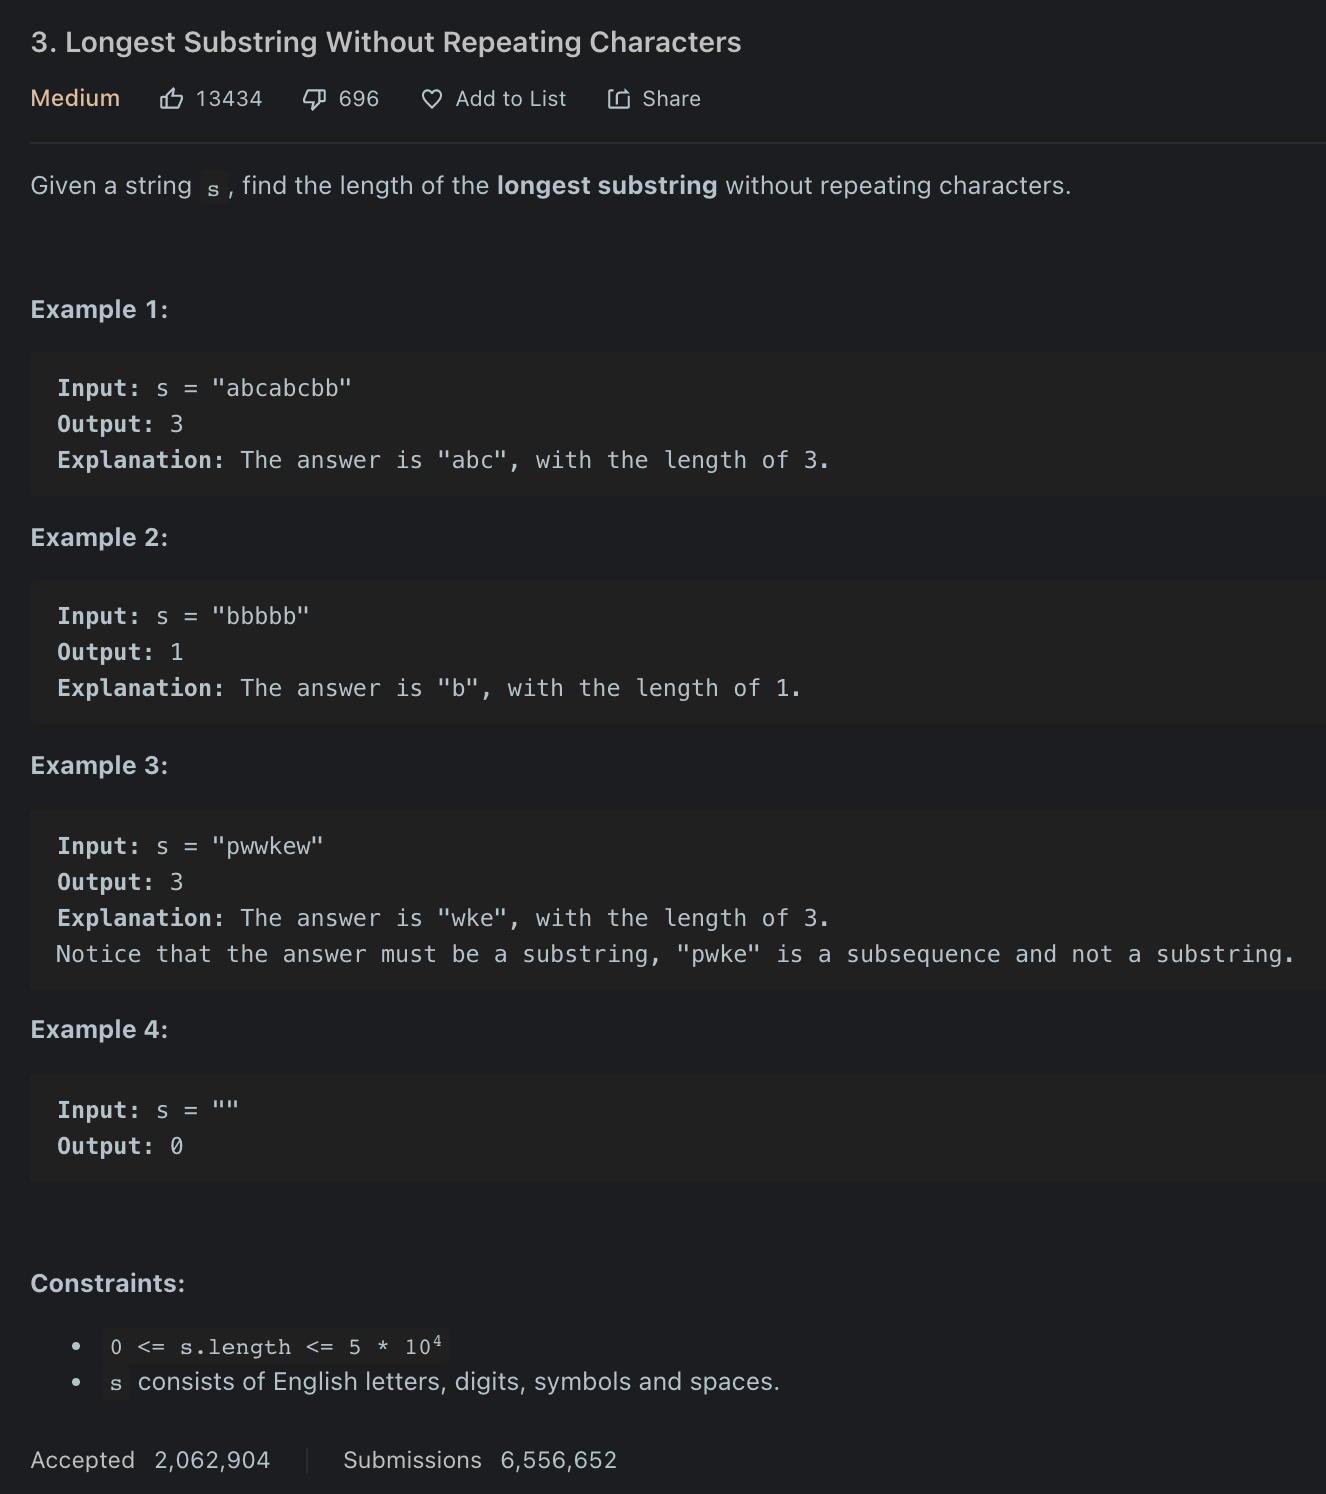 3. Longest Substring Without Repeating Characters
Medium 13434 696 Add to List Share
Given a string s, find the length of the longest substring without repeating characters.
Example 1:
Input: s = "abcabcbb"
Output: 3
Explanation: The answer is "abc", with the length of 3.
Example 2:
Input: s = "bbbbb"
Output: 1
Explanation: The answer is "b", with the length of 1.
Example 3:
Input: s = "pwwkew"
Output: 3
Explanation: The answer is "wke", with the length of 3.
Notice that the answer must be a substring, "pwke" is a subsequence and not a substring.
Example 4:
Input: s = ""
Output: 0
Constraints:
• 0 <= s.length <= 5 * 10⁴
• s consists of English letters, digits, symbols and spaces.
Accepted 2,062,904 Submissions 6,556,652